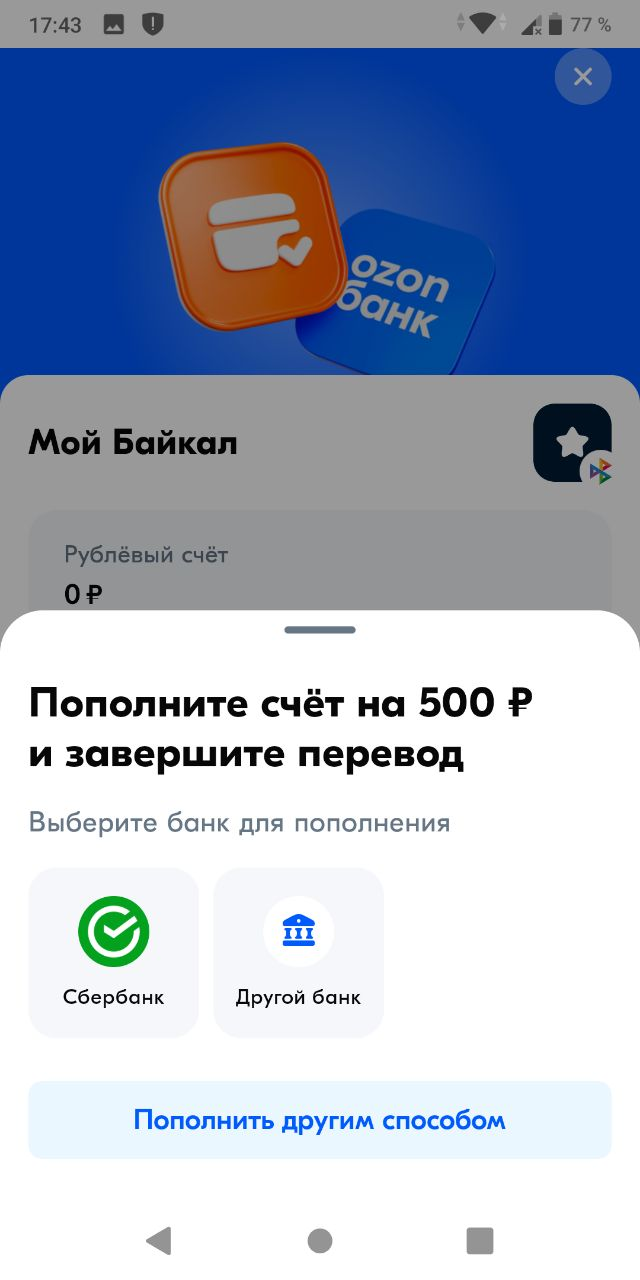 17:43
77 %
ozon
банк
Мой Байкал
Рублёвый счёт
0 ₽
Пополните счёт на 500 ₽
и завершите перевод
Выберите банк для пополнения
Сбербанк
Другой банк
Пополнить другим способом